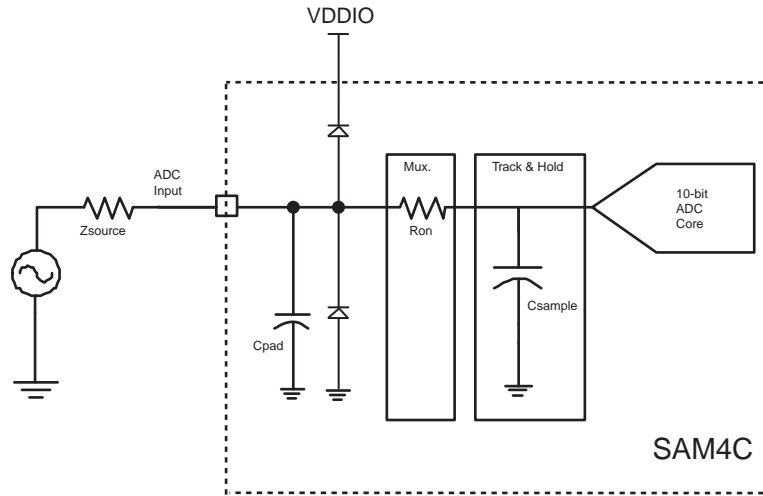 VDDIO
ADC
Input
Zsource
Cpad
Mux.
Ron
Track & Hold
Csample
10-bit
ADC
Core
SAM4C